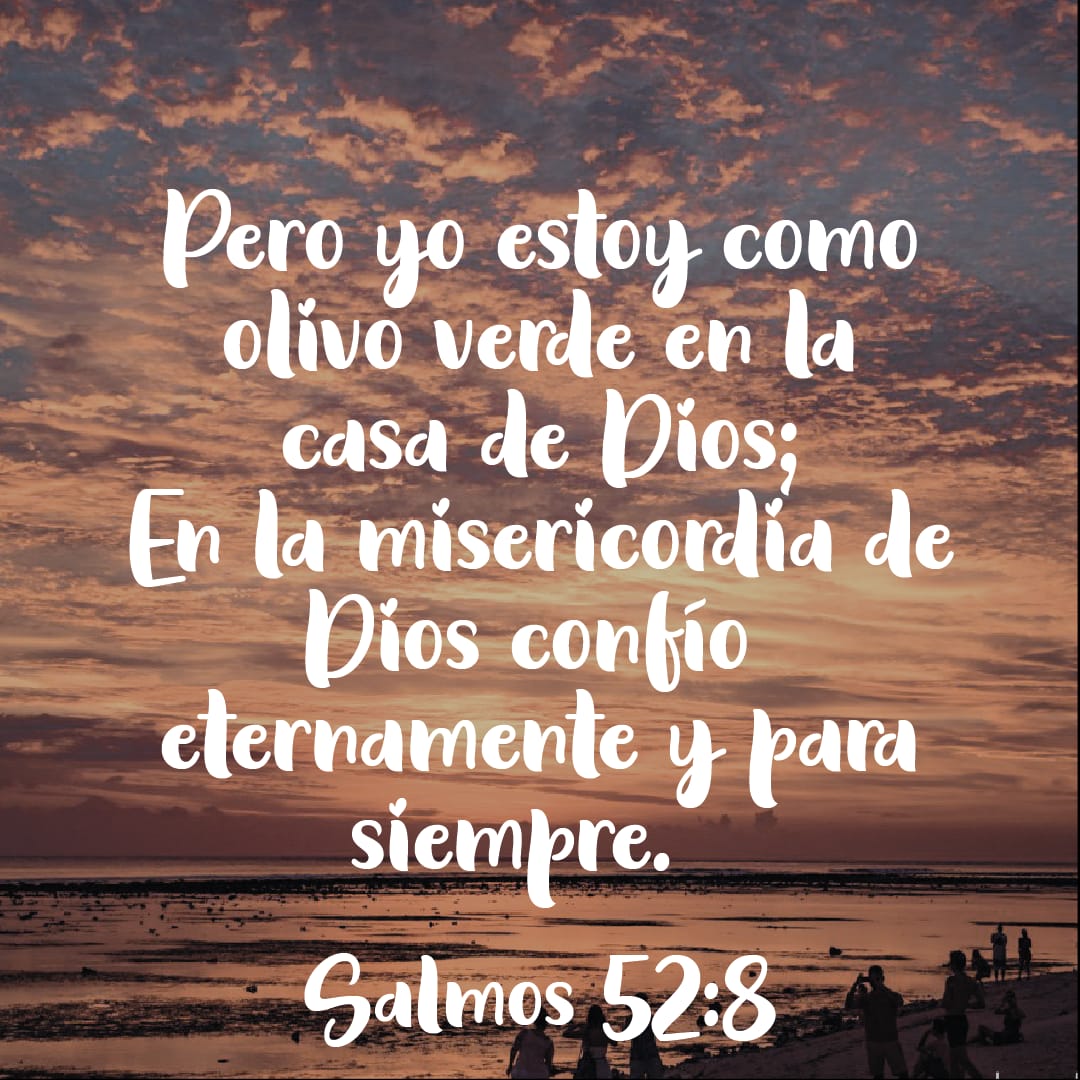 Pero yo estoy como
olivo verde en la
casa de Dios;
En la misericordia de
Dios confío
eternamente y para
siempre.
Salmos 52:8